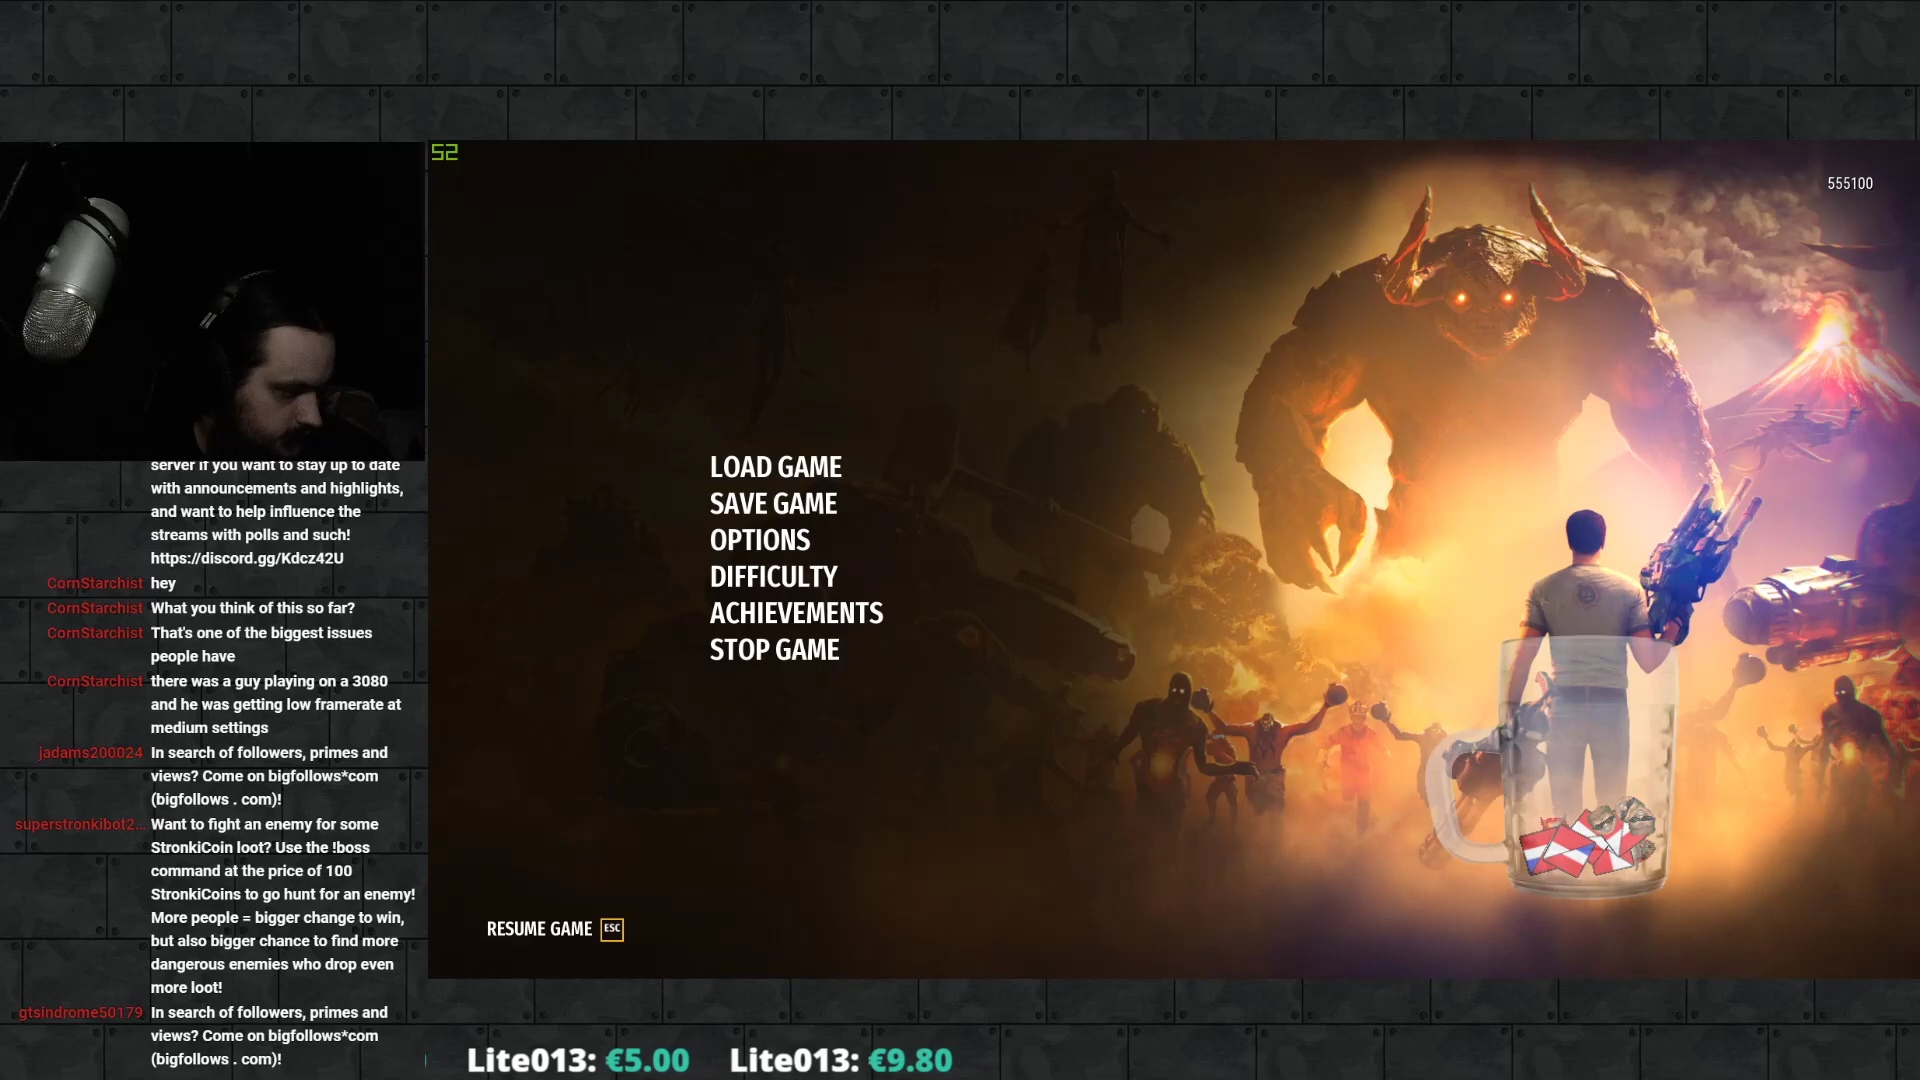 52
555100
LOAD GAME
SAVE GAME
OPTIONS
DIFFICULTY
ACHIEVEMENTS
STOP GAME
RESUME GAME ESC
server if you want to stay up to date
with announcements and highlights,
and want to help influence the
streams with polls and such!
https://discord.gg/Kdcz42U
CornStarchist hey
CornStarchist What you think of this so far?
CornStarchist That's one of the biggest issues
people have
CornStarchist there was a guy playing on a 3080
and he was getting low framerate at
medium settings
jadams200024 In search of followers, primes and
views? Come on bigfollows*com
(bigfollows . com)!
superstronkibot2... Want to fight an enemy for some
StronkiCoin loot? Use the !boss
command at the price of 100
StronkiCoins to go hunt for an enemy!
More people = bigger change to win,
but also bigger chance to find more
dangerous enemies who drop even
more loot!
gtsindrome50179 In search of followers, primes and
views? Come on bigfollows*com
(bigfollows . com)!
Lite013: €5.00 Lite013: €9.80